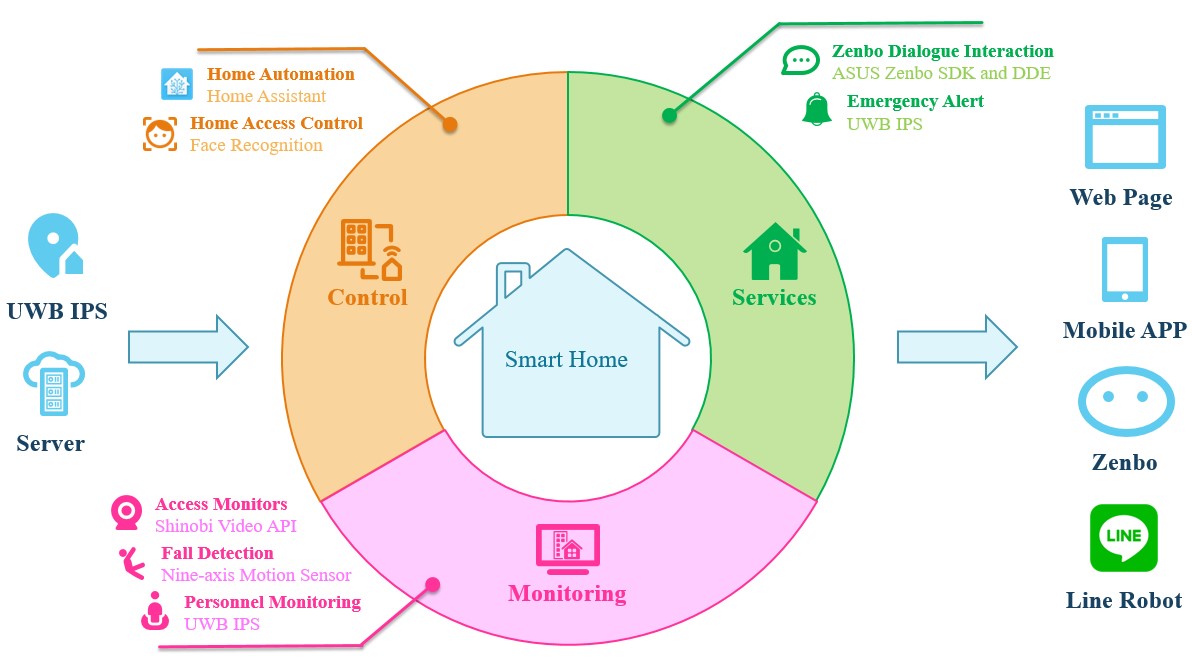 Home Automation
Home Assistant
Home Access Control
Face Recognition
Zenbo Dialogue Interaction
ASUS Zenbo SDK and DDE
Emergency Alert
UWB IPS
UWB IPS
Server
Control
Services
Smart Home
Monitoring
Access Monitors
Shinobi Video API
Fall Detection
Nine-axis Motion Sensor
Personnel Monitoring
UWB IPS
Web Page
Mobile APP
Zenbo
LINE
Line Robot